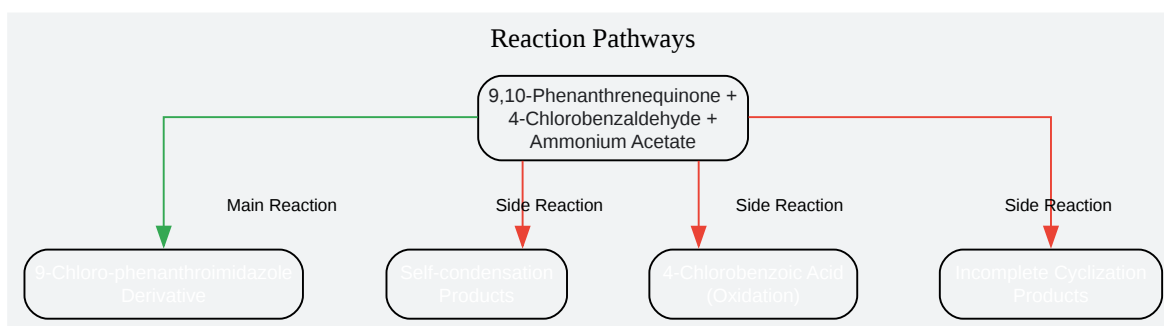 Reaction Pathways
9,10-Phenanthrenequinone +
4-Chlorobenzaldehyde +
Ammonium Acetate
Main Reaction
Side Reaction
Side Reaction
Side Reaction
9-Chloro-phenanthroimidazole
Derivative
Self-condensation
Products
4-Chlorobenzoic Acid
(Oxidation)
Incomplete Cyclization
Products